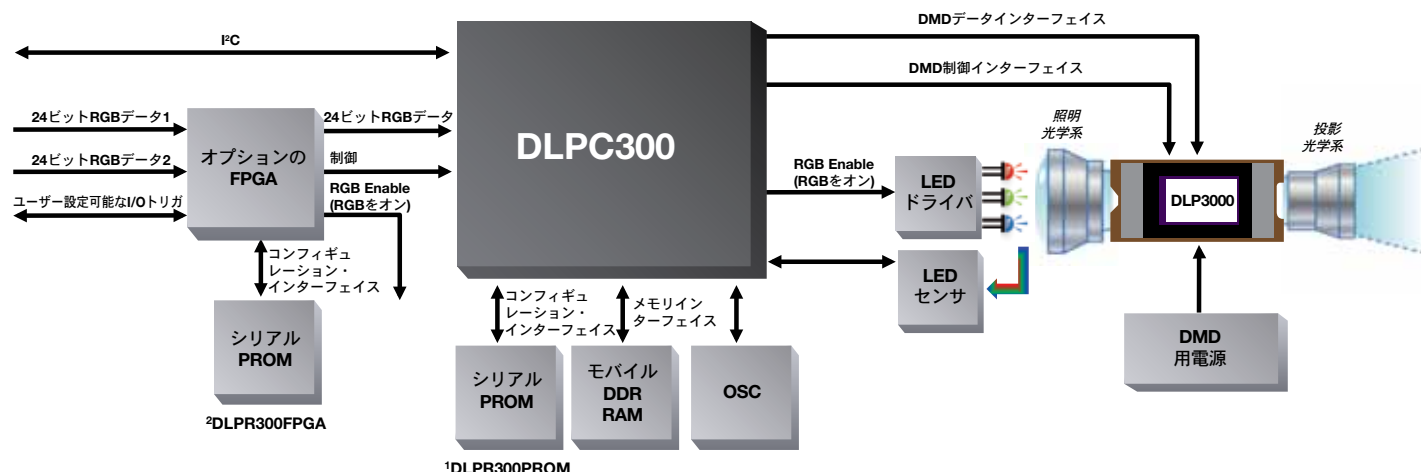 I²C
24ビットRGBデータ1
24ビットRGBデータ2
ユーザー設定可能なI/Oトリガ
オプションの
FPGA
24ビットRGBデータ
制御
RGB Enable
(RGBをオン)
コンフィギュ
レーション・
インターフェイス
シリアル
PROM
²DLPR300FPGA
DLPC300
コンフィギュ
レーション・
インターフェイス
メモリイン
ターフェイス
シリアル
PROM
モバイル
DDR
RAM
OSC
¹DLPR300PROM
DMDデータインターフェイス
DMD制御インターフェイス
RGB Enable
(RGBをオン)
LED
ドライバ
LED
センサ
照明
光学系
DLP3000
投影
光学系
DMD
用電源